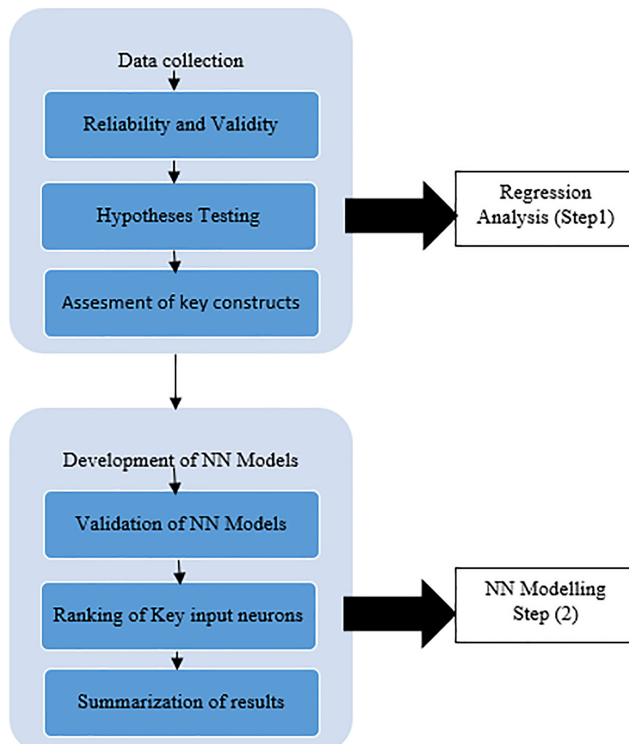 Data collection
Reliability and Validity
Hypotheses Testing
Assesment of key constructs
Regression
Analysis (Step1)
Development of NN Models
Validation of NN Models
Ranking of Key input neurons
Summarization of results
NN Modelling
Step (2)